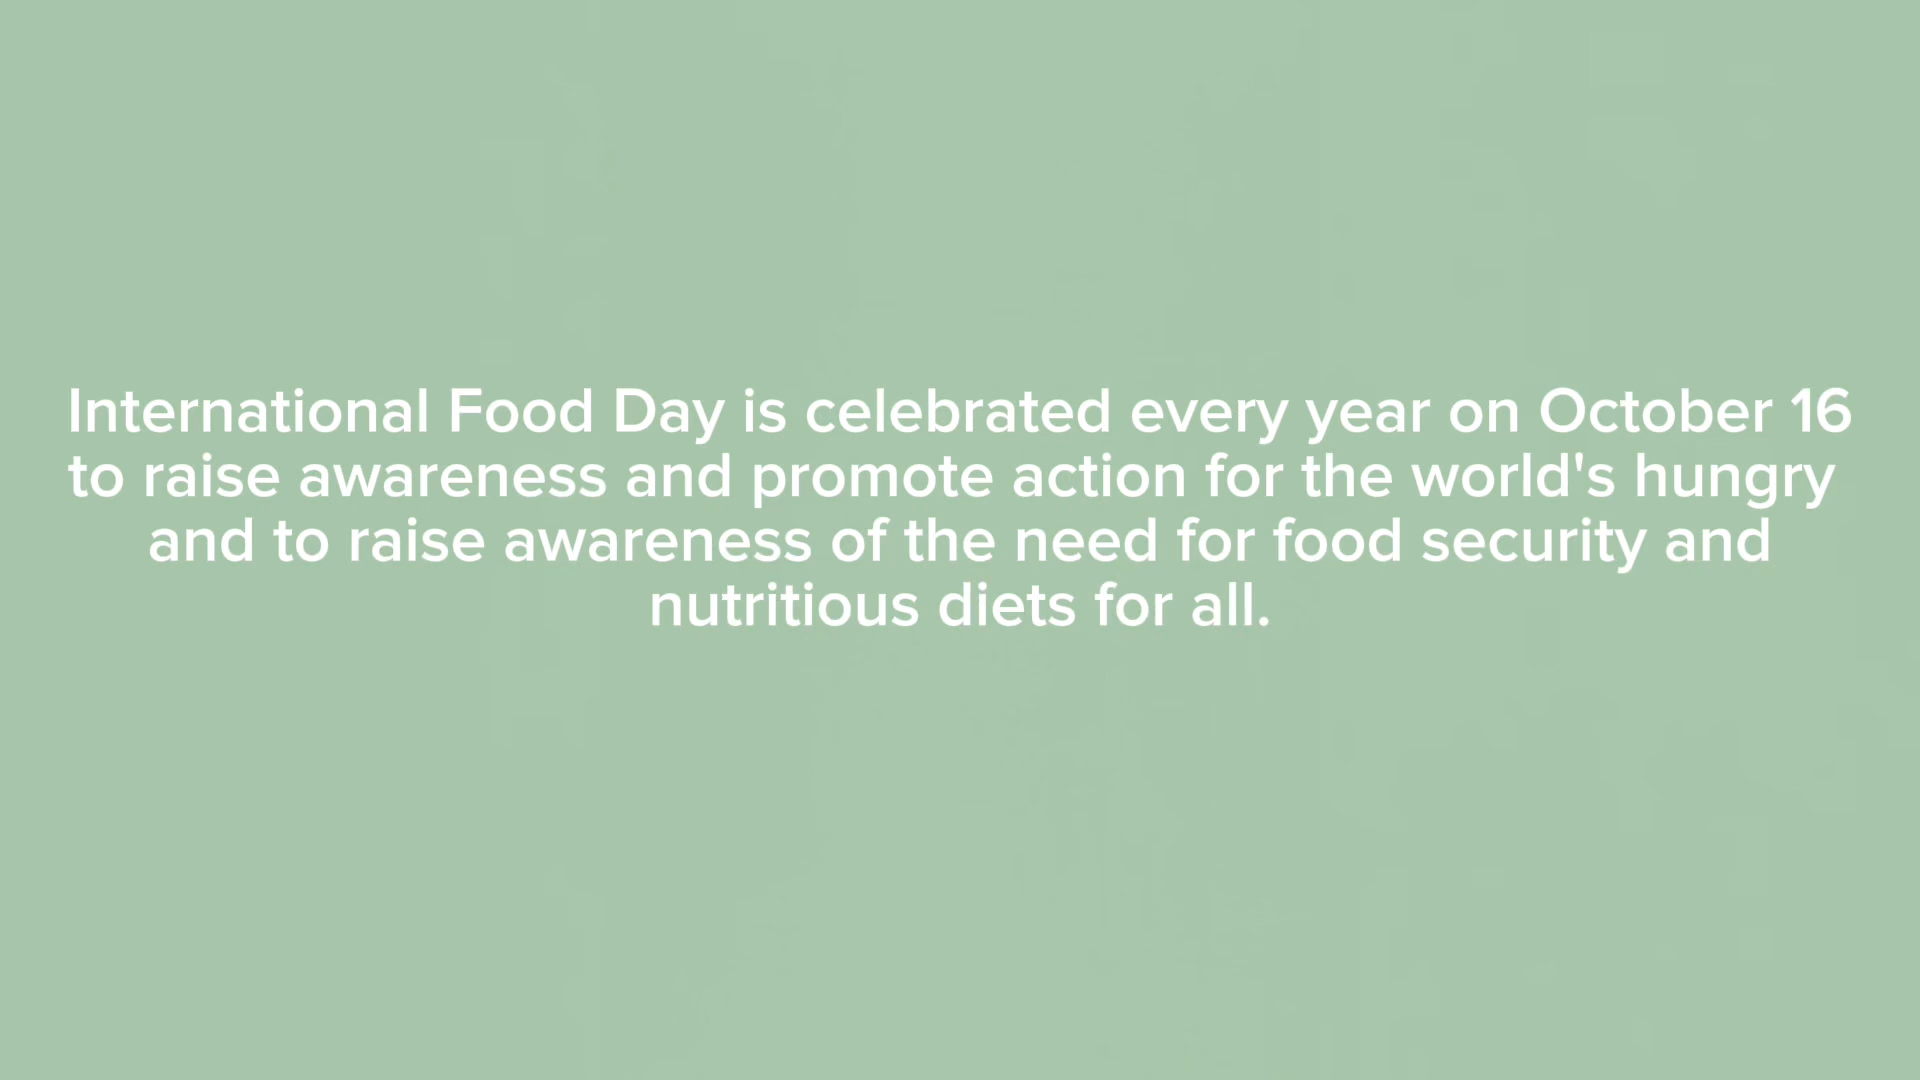 International Food Day is celebrated every year on October 16
to raise awareness and promote action for the world's hungry
and to raise awareness of the need for food security and
nutritious diets for all.